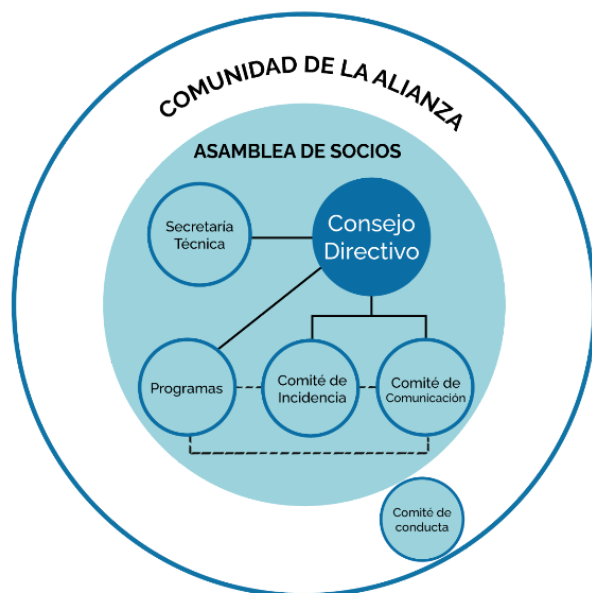 COMUNIDAD DE LA ALIANZA
ASAMBLEA DE SOCIOS
Secretaría
Técnica
Consejo
Directivo
Programas
Comité de
Incidencia
Comité de
Comunicación
Comité de
conducta